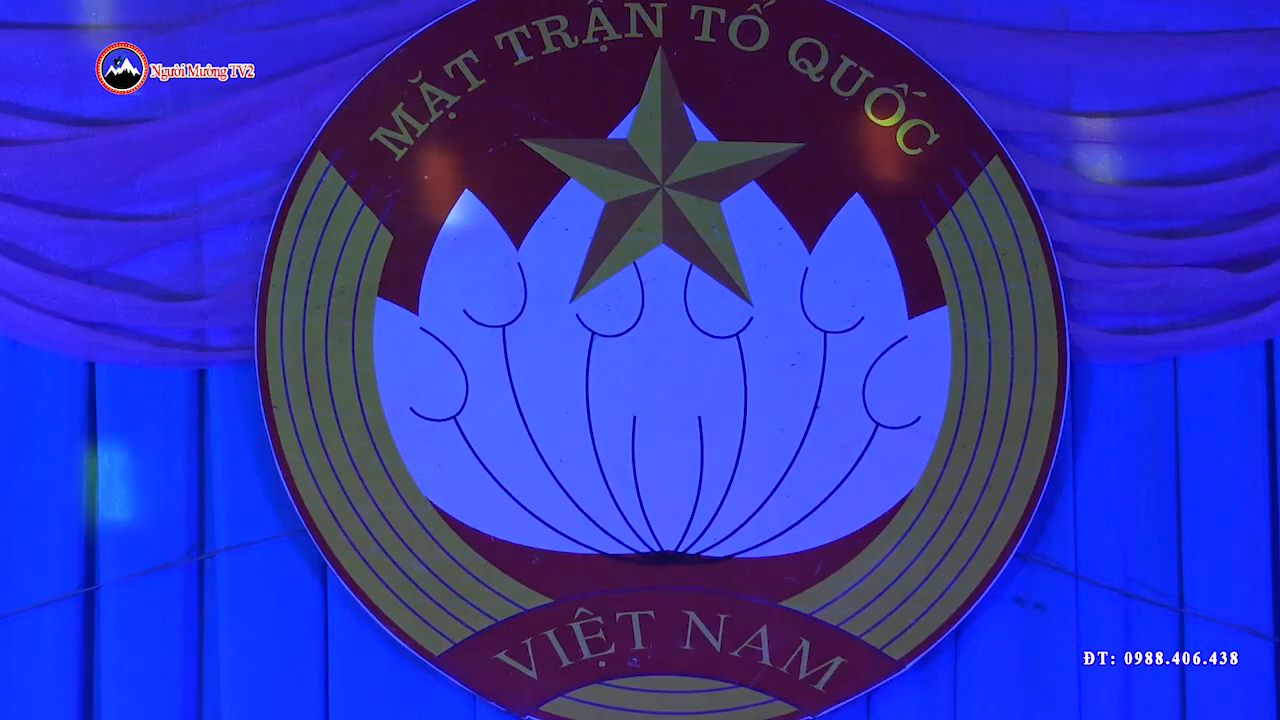 Người Mường TV2
MẶT TRẬN TỔ QUỐC
VIỆT NAM
ĐT: 0988.406.438